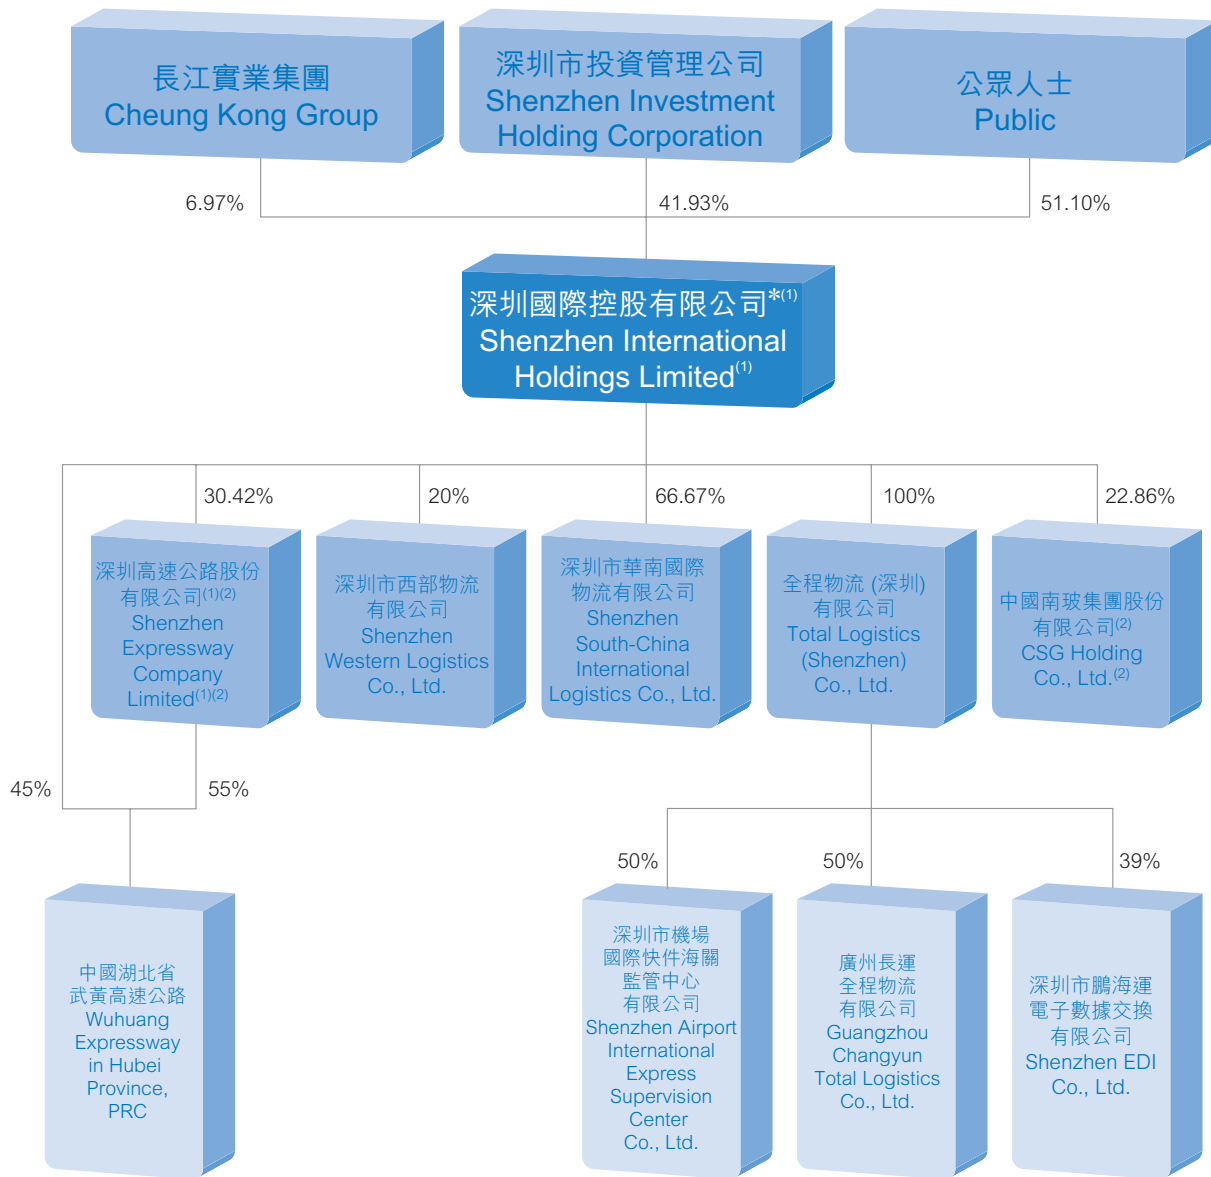 長江實業集團
Cheung Kong Group
深圳市投資管理公司
Shenzhen Investment
Holding Corporation
公眾人士
Public
6.97%
41.93%
51.10%
深圳國際控股有限公司*(1)
Shenzhen International
Holdings Limited(1)
30.42%
20%
66.67%
100%
22.86%
深圳高速公路股份
有限公司(1)(2)
Shenzhen
Expressway
Company
Limited(1)(2)
深圳市西部物流
有限公司
Shenzhen
Western Logistics
Co., Ltd.
深圳市華南國際
物流有限公司
Shenzhen
South-China
International
Logistics Co., Ltd.
全程物流 (深圳)
有限公司
Total Logistics
(Shenzhen)
Co., Ltd.
中國南玻集團股份
有限公司(2)
CSG Holding
Co., Ltd.(2)
45%
55%
50%
50%
39%
中國湖北省
武黃高速公路
Wuhuang
Expressway
in Hubei
Province,
PRC
深圳市機場
國際快件海關
監管中心
有限公司
Shenzhen Airport
International
Express
Supervision
Center
Co., Ltd.
廣州長運
全程物流
有限公司
Guangzhou
Changyun
Total Logistics
Co., Ltd.
深圳市鵬海運
電子數據交換
有限公司
Shenzhen EDI
Co., Ltd.